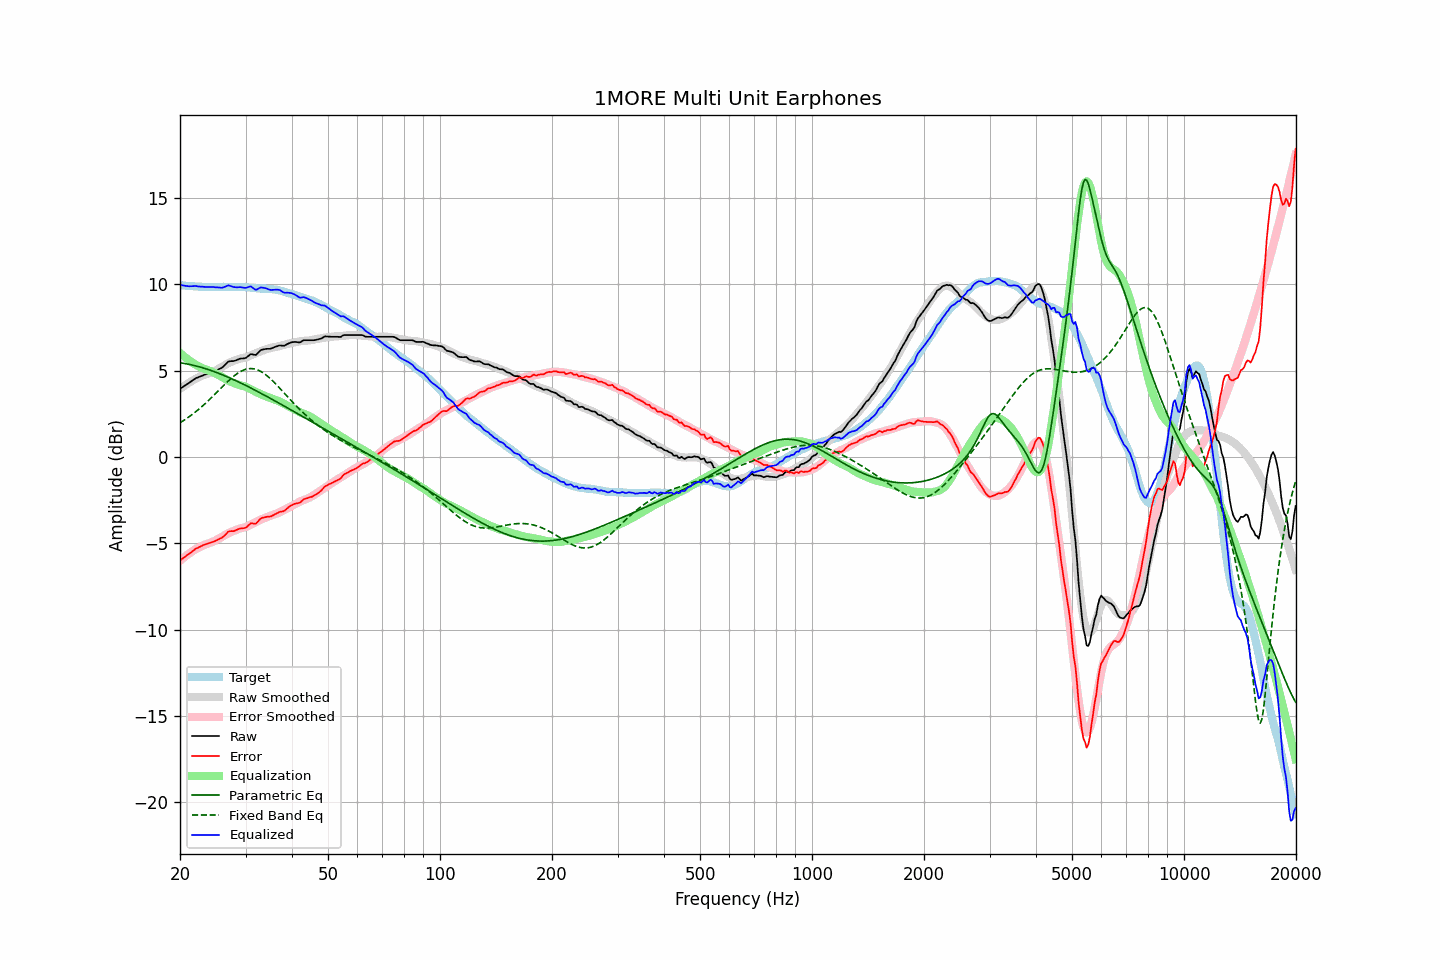 1MORE Multi Unit Earphones
Amplitude (dBr)
15
10
5
0
−5
−10
−15
−20
Target
Raw Smoothed
Error Smoothed
Raw
Error
Equalization
Parametric Eq
Fixed Band Eq
Equalized
20 50 100 200 500 1000 2000 5000 10000 20000
Frequency (Hz)